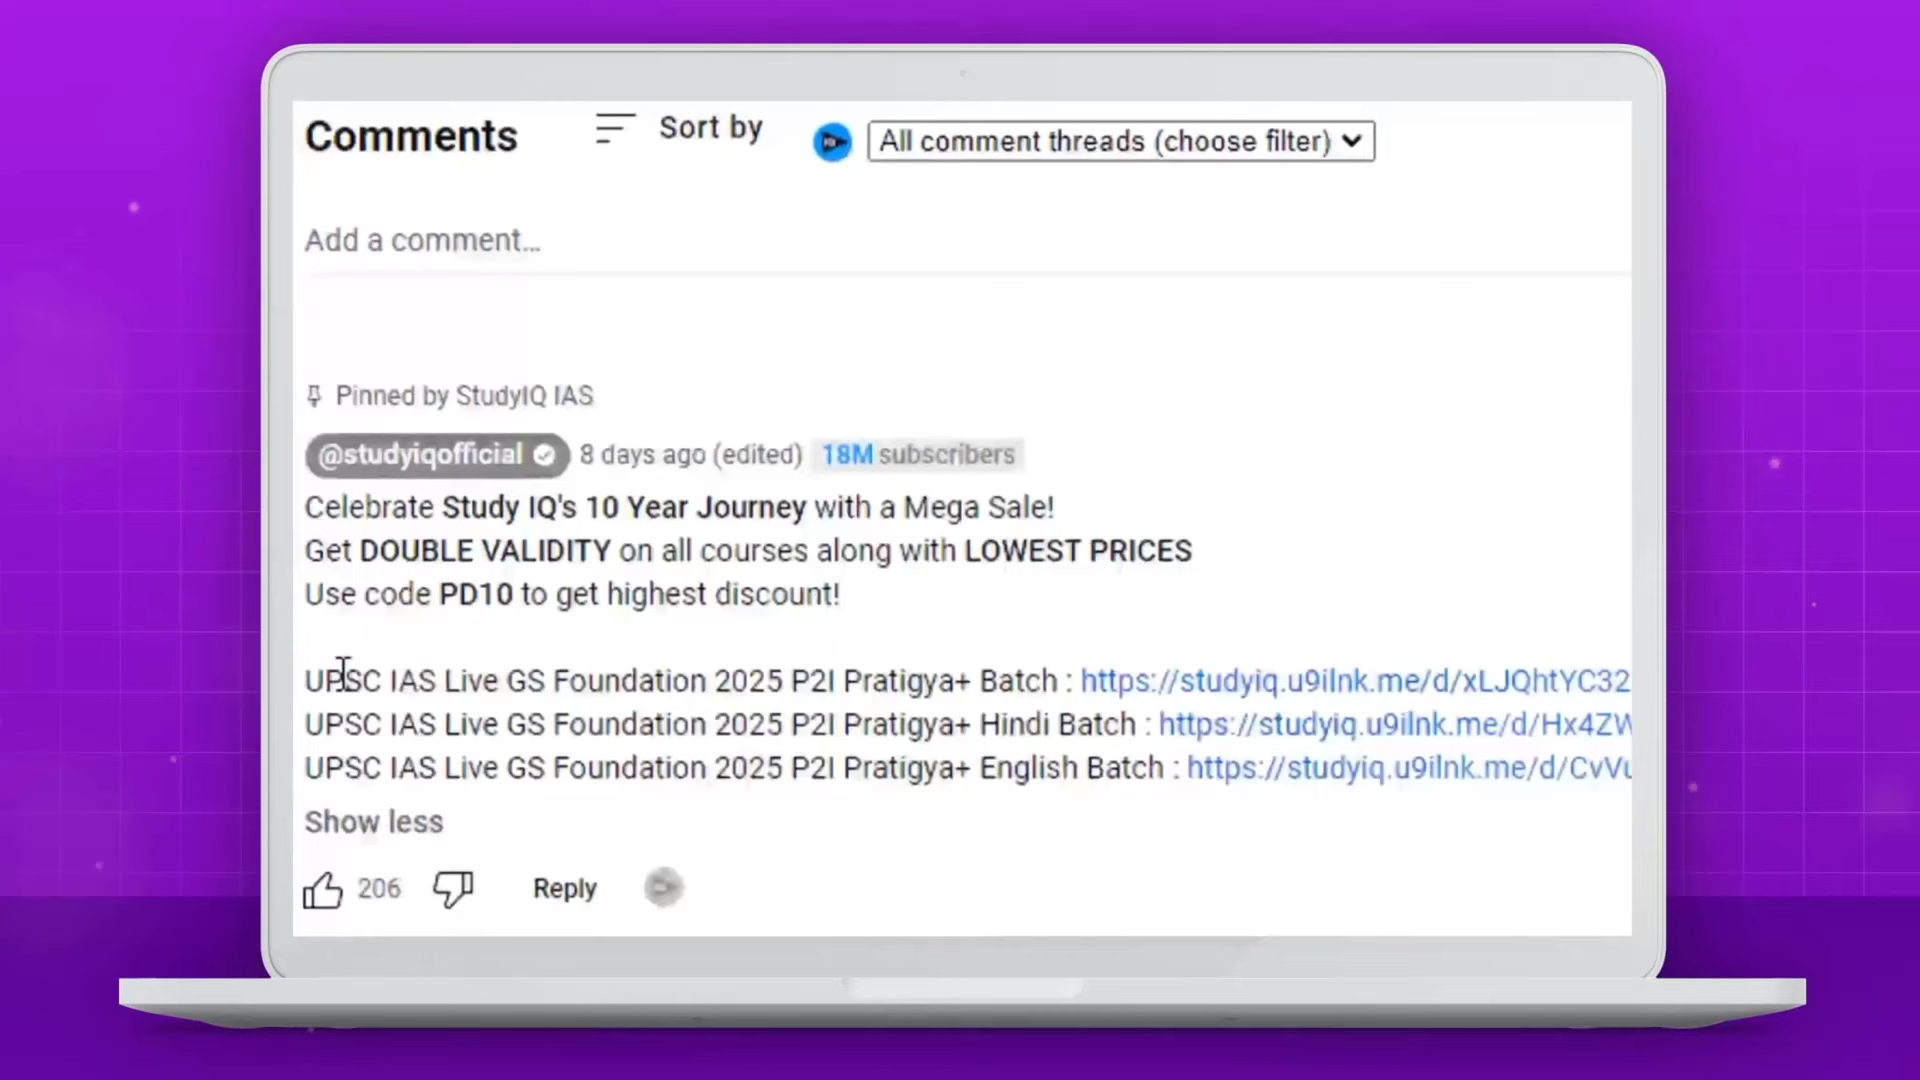 Comments
Sort by
All comment threads (choose filter)
Add a comment...
Pinned by StudyIQ IAS
@studyiqofficial 8 days ago (edited) 18M subscribers
Celebrate Study IQ's 10 Year Journey with a Mega Sale!
Get DOUBLE VALIDITY on all courses along with LOWEST PRICES
Use code PD10 to get highest discount!
UPSC IAS Live GS Foundation 2025 P2I Pratigya+ Batch : https://studyiq.u9ilnk.me/d/xLJQhtYC32
UPSC IAS Live GS Foundation 2025 P2I Pratigya+ Hindi Batch : https://studyiq.u9ilnk.me/d/Hx4ZW
UPSC IAS Live GS Foundation 2025 P2I Pratigya+ English Batch : https://studyiq.u9ilnk.me/d/CvVu
Show less
206
Reply